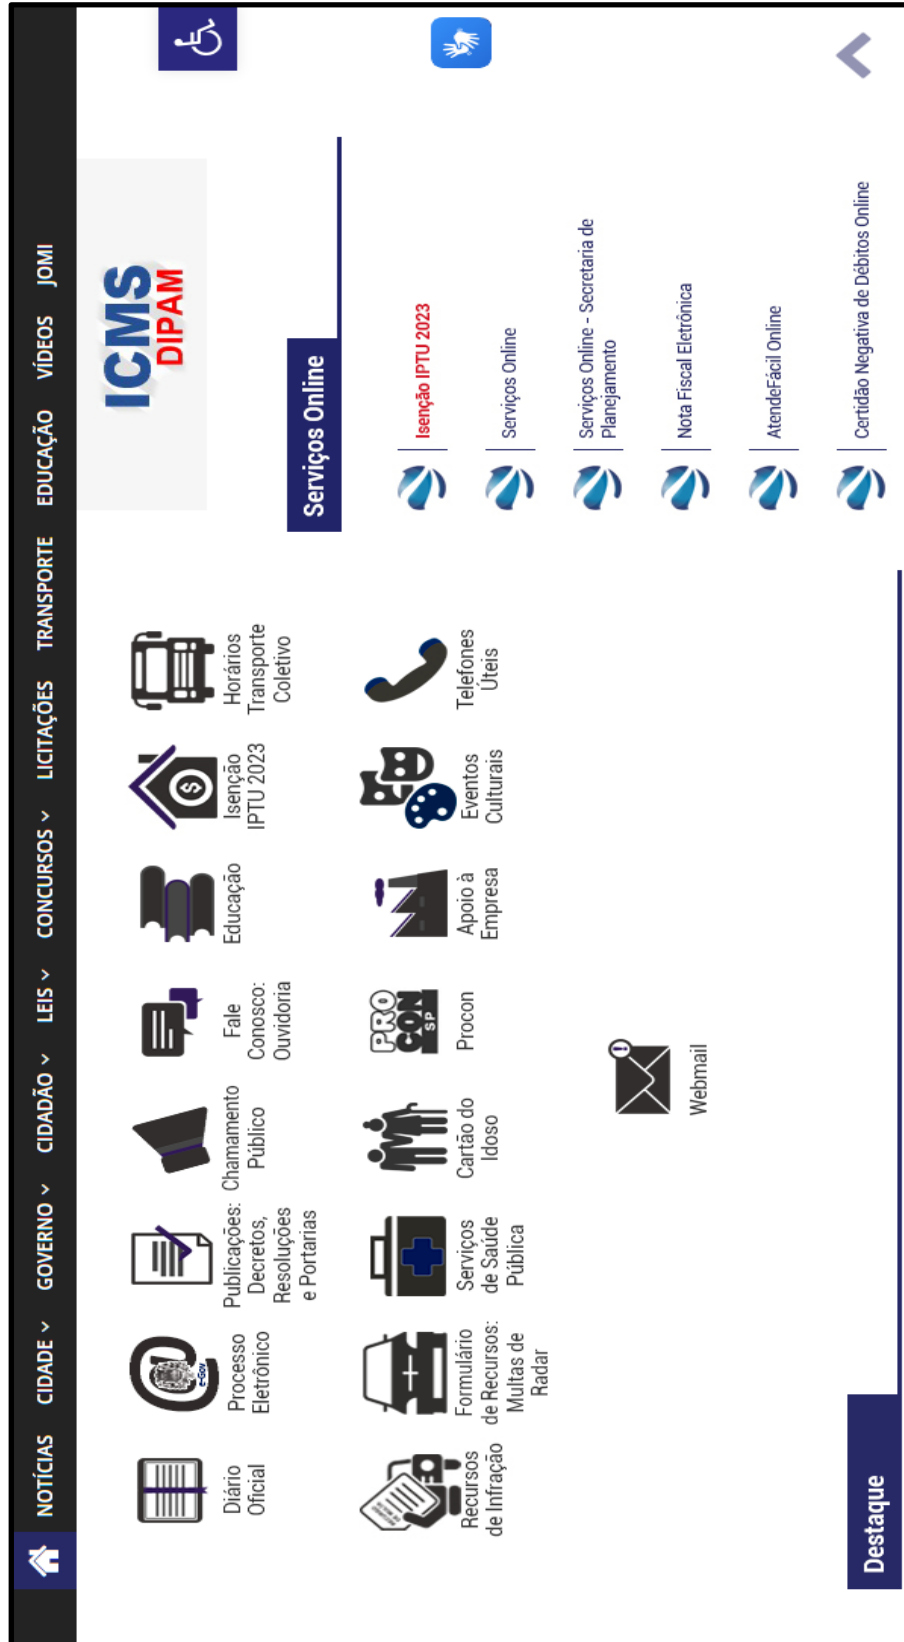 NOTÍCIAS CIDADE GOVERNO CIDADÃO LEIS CONCURSOS LICITAÇÕES TRANSPORTE EDUCAÇÃO VÍDEOS JOMI
Diário
Oficial
e-Gov
Processo
Eletrônico
Publicações:
Decretos,
Resoluções
e Portarias
Chamamento
Público
Fale
Conosco:
Ouvidoria
Educação
Isenção
IPTU 2023
Horários
Transporte
Coletivo
Recursos
de Infração
Formulário
de Recursos:
Multas de
Radar
Serviços
de Saúde
Pública
Cartão do
Idoso
PRO
CON
SP
Procon
Apoio à
Empresa
Eventos
Culturais
Telefones
Úteis
Webmail
ICMS
DIPAM
Serviços Online
Isenção IPTU 2023
Serviços Online
Serviços Online - Secretaria de
Planejamento
Nota Fiscal Eletrônica
AtendeFácil Online
Certidão Negativa de Débitos Online
Destaque